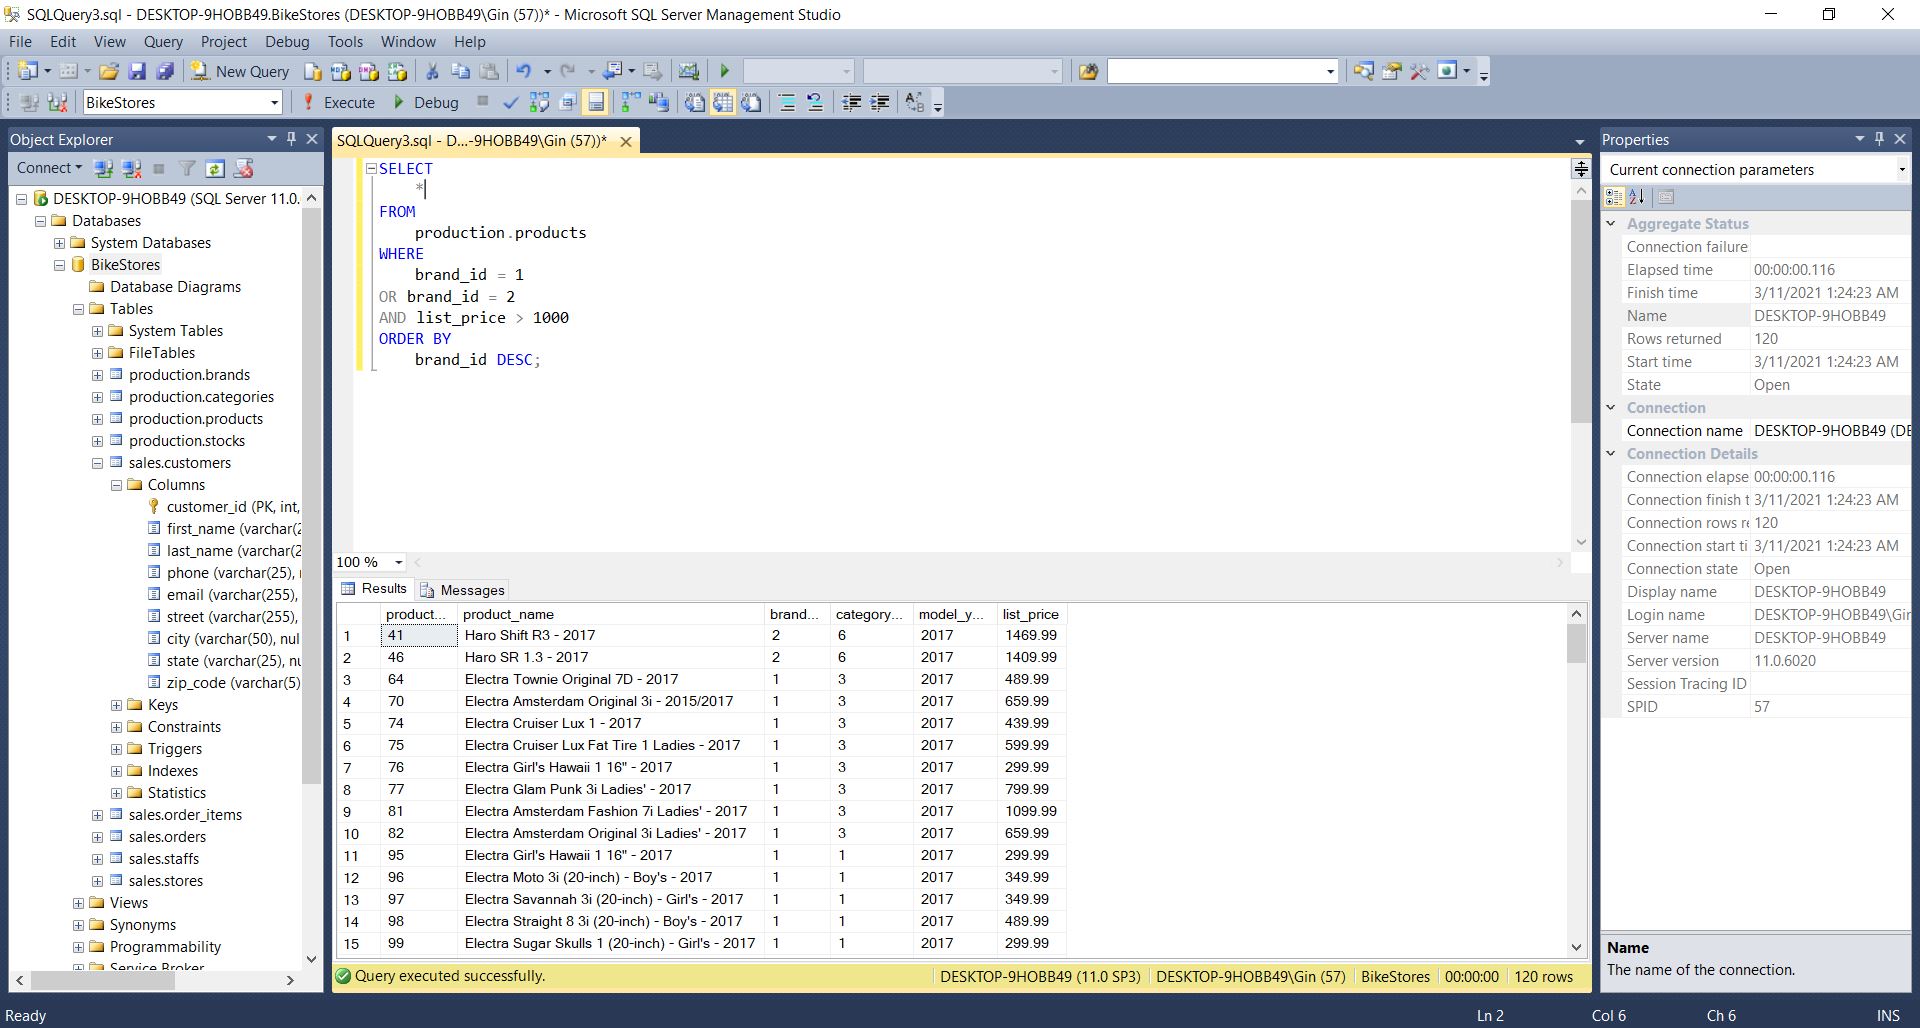 SQLQuery3.sql - DESKTOP-9HOBB49.BikeStores (DESKTOP-9HOBB49\Gin (57))* - Microsoft SQL Server Management Studio
File Edit View Query Project Debug Tools Window Help
New Query
BikeStores Execute Debug
Object Explorer
Connect
DESKTOP-9HOBB49 (SQL Server 11.0.
Databases
System Databases
BikeStores
Database Diagrams
Tables
System Tables
FileTables
production.brands
production.categories
production.products
production.stocks
sales.customers
Columns
customer_id (PK, int,
first_name (varchar(2
last_name (varchar(2
phone (varchar(25),
email (varchar(255),
street (varchar(255),
city (varchar(50), nul
state (varchar(25), nu
zip_code (varchar(5)
Keys
Constraints
Triggers
Indexes
Statistics
sales.order_items
sales.orders
sales.staffs
sales.stores
Views
Synonyms
Programmability
Service Broker
SQLQuery3.sql - D...-9HOBB49\Gin (57))*
SELECT
*
FROM
production.products
WHERE
brand_id = 1
OR brand_id = 2
AND list_price > 1000
ORDER BY
brand_id DESC;
100 %
Results Messages
product... product_name brand... category... model_y... list_price
1 41 Haro Shift R3 - 2017 2 6 2017 1469.99
2 46 Haro SR 1.3 - 2017 2 6 2017 1409.99
3 64 Electra Townie Original 7D - 2017 1 3 2017 489.99
4 70 Electra Amsterdam Original 3i - 2015/2017 1 3 2017 659.99
5 74 Electra Cruiser Lux 1 - 2017 1 3 2017 439.99
6 75 Electra Cruiser Lux Fat Tire 1 Ladies - 2017 1 3 2017 599.99
7 76 Electra Girl's Hawaii 1 16" - 2017 1 3 2017 299.99
8 77 Electra Glam Punk 3i Ladies' - 2017 1 3 2017 799.99
9 81 Electra Amsterdam Fashion 7i Ladies' - 2017 1 3 2017 1099.99
10 82 Electra Amsterdam Original 3i Ladies' - 2017 1 3 2017 659.99
11 95 Electra Girl's Hawaii 1 16" - 2017 1 1 2017 299.99
12 96 Electra Moto 3i (20-inch) - Boy's - 2017 1 1 2017 349.99
13 97 Electra Savannah 3i (20-inch) - Girl's - 2017 1 1 2017 349.99
14 98 Electra Straight 8 3i (20-inch) - Boy's - 2017 1 1 2017 489.99
15 99 Electra Sugar Skulls 1 (20-inch) - Girl's - 2017 1 1 2017 299.99
Query executed successfully. DESKTOP-9HOBB49 (11.0 SP3) DESKTOP-9HOBB49\Gin (57) BikeStores 00:00:00 120 rows
Properties
Current connection parameters
Aggregate Status
Connection failure
Elapsed time 00:00:00.116
Finish time 3/11/2021 1:24:23 AM
Name DESKTOP-9HOBB49
Rows returned 120
Start time 3/11/2021 1:24:23 AM
State Open
Connection
Connection name DESKTOP-9HOBB49 (DE
Connection Details
Connection elapse 00:00:00.116
Connection finish t 3/11/2021 1:24:23 AM
Connection rows re 120
Connection start ti 3/11/2021 1:24:23 AM
Connection state Open
Display name DESKTOP-9HOBB49
Login name DESKTOP-9HOBB49\Gin
Server name DESKTOP-9HOBB49
Server version 11.0.6020
Session Tracing ID
SPID 57
Name
The name of the connection.
Ready Ln 2 Col 6 Ch 6 INS